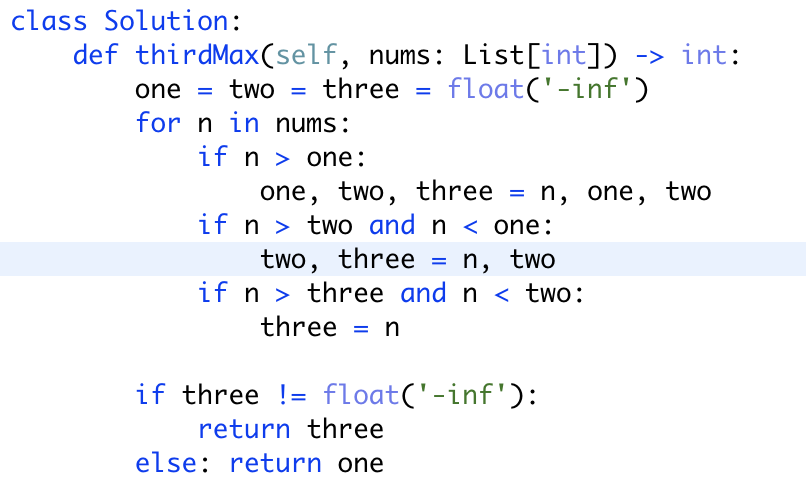 class Solution:
    def thirdMax(self, nums: List[int]) -> int:
        one = two = three = float('-inf')
        for n in nums:
            if n > one:
                one, two, three = n, one, two
            if n > two and n < one:
                two, three = n, two
            if n > three and n < two:
                three = n

        if three != float('-inf'):
            return three
        else: return one